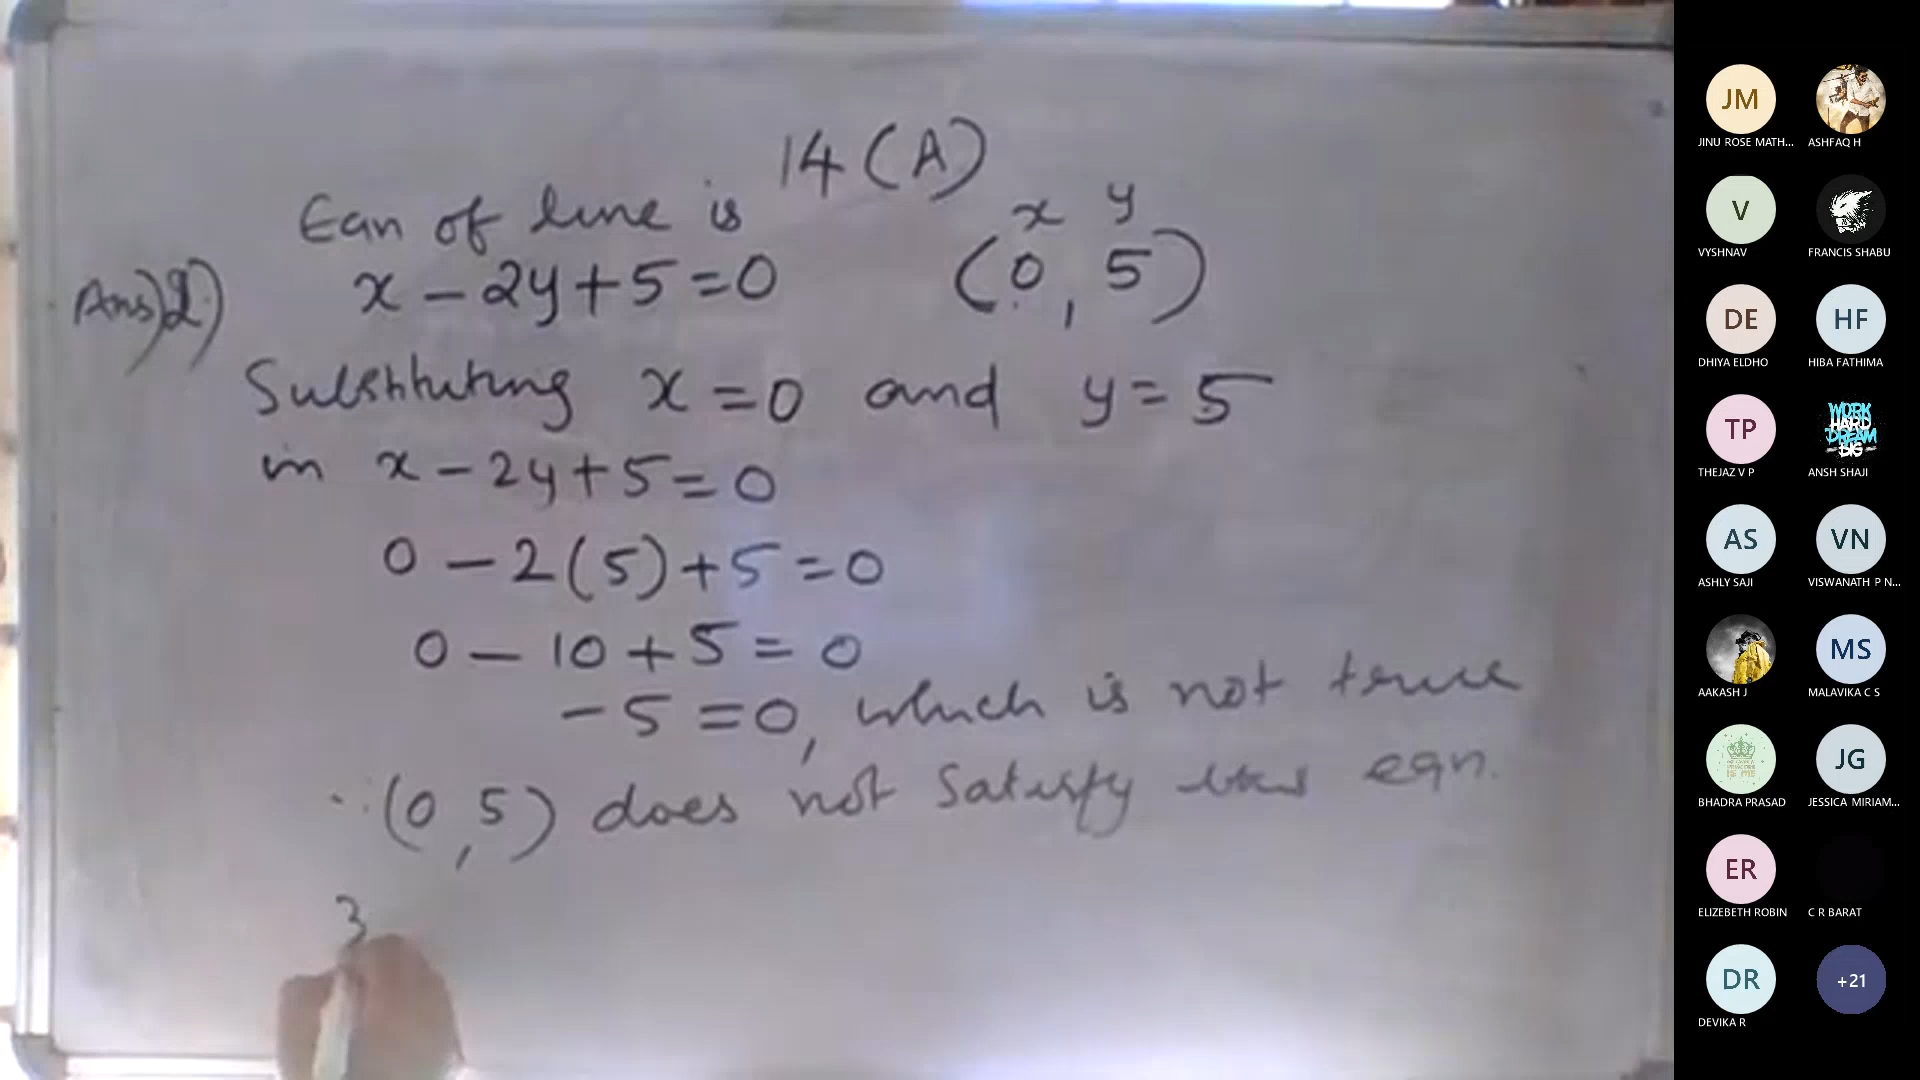 14 (A)
Eqn of line is
x y
Ans) 2) x - 2y + 5 = 0 (0, 5)
Substituting x = 0 and y = 5
in x - 2y + 5 = 0
0 - 2(5) + 5 = 0
0 - 10 + 5 = 0
- 5 = 0, which is not true
∴ (0, 5) does not satisfy this eqn.
3
JM
JINU ROSE MATH...
ASHFAQ H
V
VYSHNAV
FRANCIS SHABU
DE HF
DHIYA ELDHO HIBA FATHIMA
TP WORK HARD DREAM BIG
THEJAZ V P ANSH SHAJI
AS VN
ASHLY SAJI VISWANATH P N...
MS
AAKASH J MALAVIKA C S
JG
BHADRA PRASAD JESSICA MIRIAM...
ER
ELIZEBETH ROBIN C R BARAT
DR +21
DEVIKA R